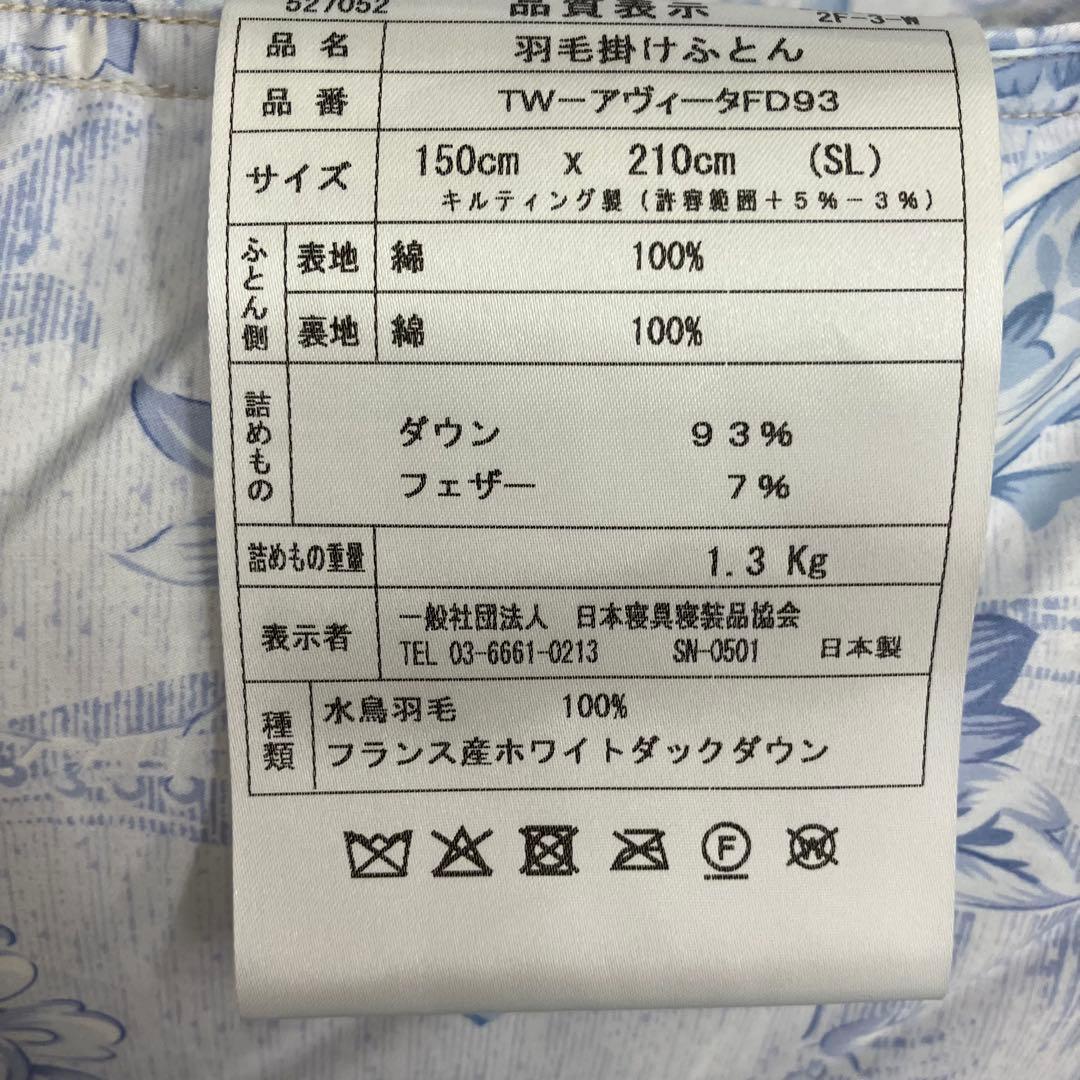 527052 品質表示 2F-3-W
品名 羽毛掛けふとん
品番 TWーアヴィータFD93
サイズ 150cm x 210cm (SL)
キルティング製(許容範囲+5%-3%)
ふとん側 表地 綿 100%
裏地 綿 100%
詰めもの ダウン 93%
フェザー 7%
詰めもの重量 1.3 Kg
表示者 一般社団法人 日本寝具寝装品協会
TEL 03-6661-0213 SN-0501 日本製
種類 水鳥羽毛 100%
フランス産ホワイトダックダウン
F W